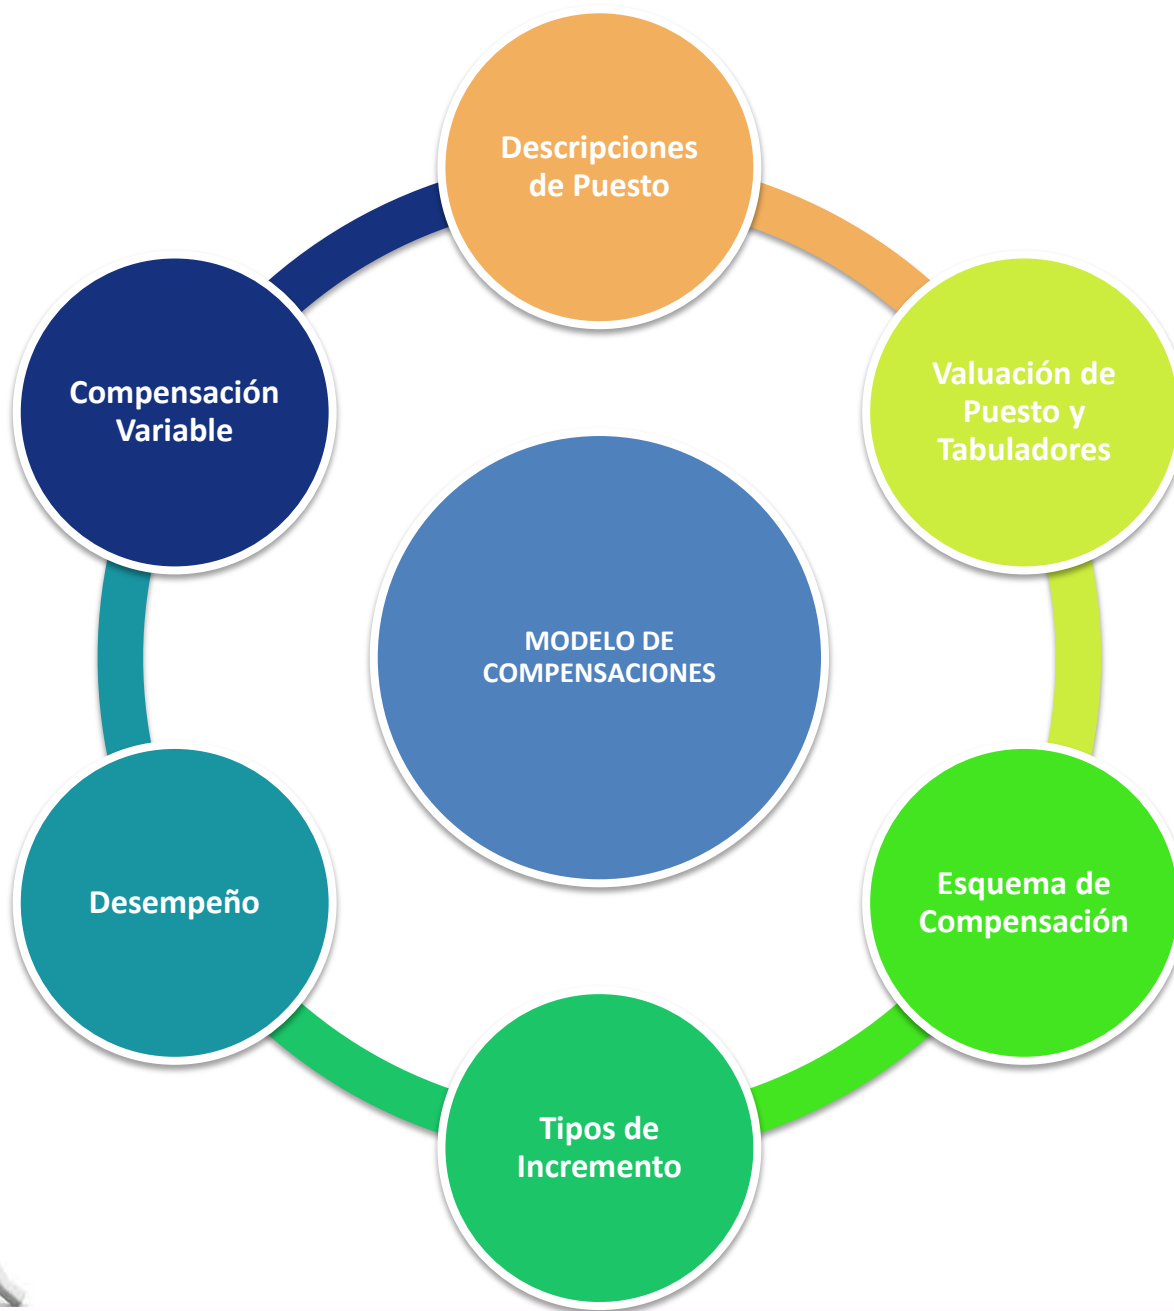 Descripciones
de Puesto
Valuación de
Puesto y
Tabuladores
Esquema de
Compensación
Tipos de
Incremento
Desempeño
Compensación
Variable
MODELO DE
COMPENSACIONES